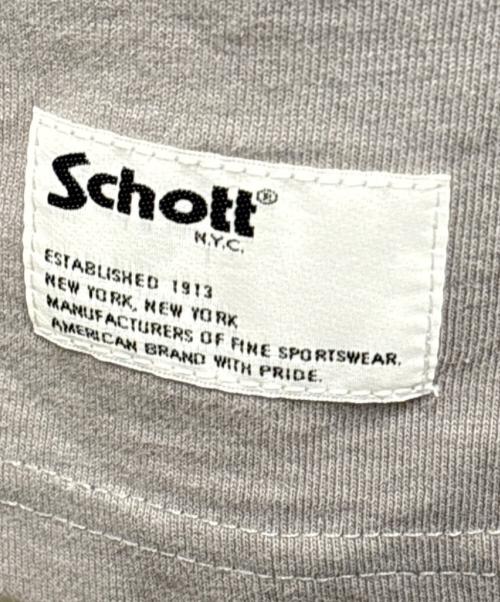 Schott®
N.Y.C.
ESTABLISHED 1913
NEW YORK, NEW YORK
MANUFACTURERS OF FINE SPORTSWEAR.
AMERICAN BRAND WITH PRIDE.